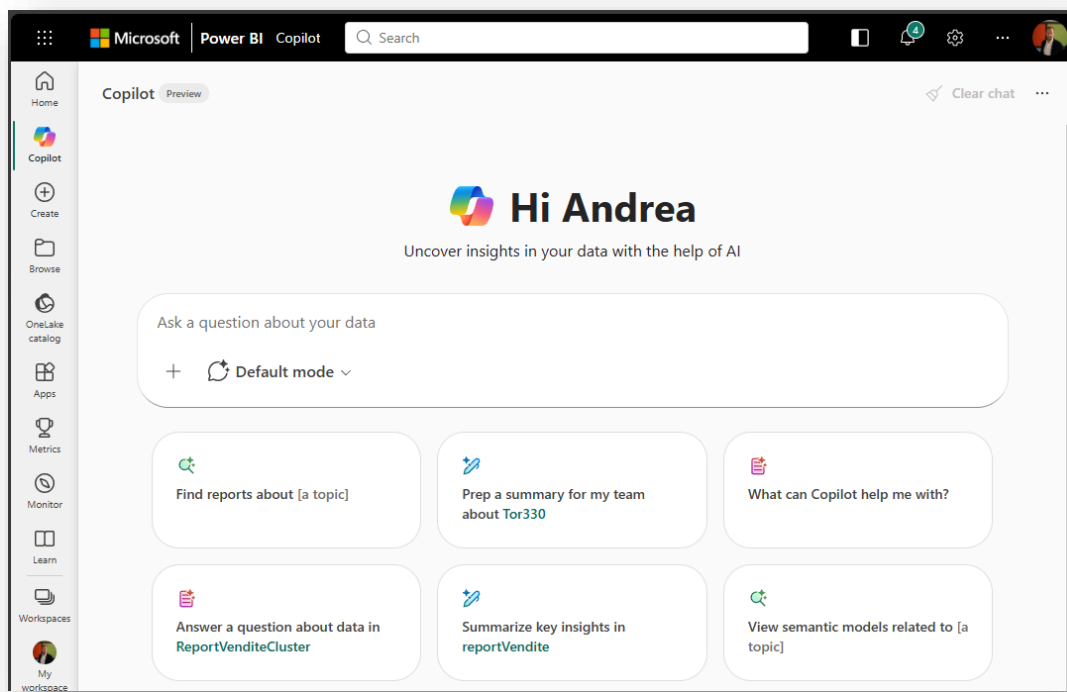 Microsoft Power BI Copilot Search 4
Home
Copilot
Create
Browse
OneLake
catalog
Apps
Metrics
Monitor
Learn
Workspaces
My
workspace
Copilot Preview Clear chat
Hi Andrea
Uncover insights in your data with the help of AI
Ask a question about your data
Default mode
Find reports about [a topic]
Prep a summary for my team
about Tor330
What can Copilot help me with?
Answer a question about data in
ReportVenditeCluster
Summarize key insights in
reportVendite
View semantic models related to [a
topic]